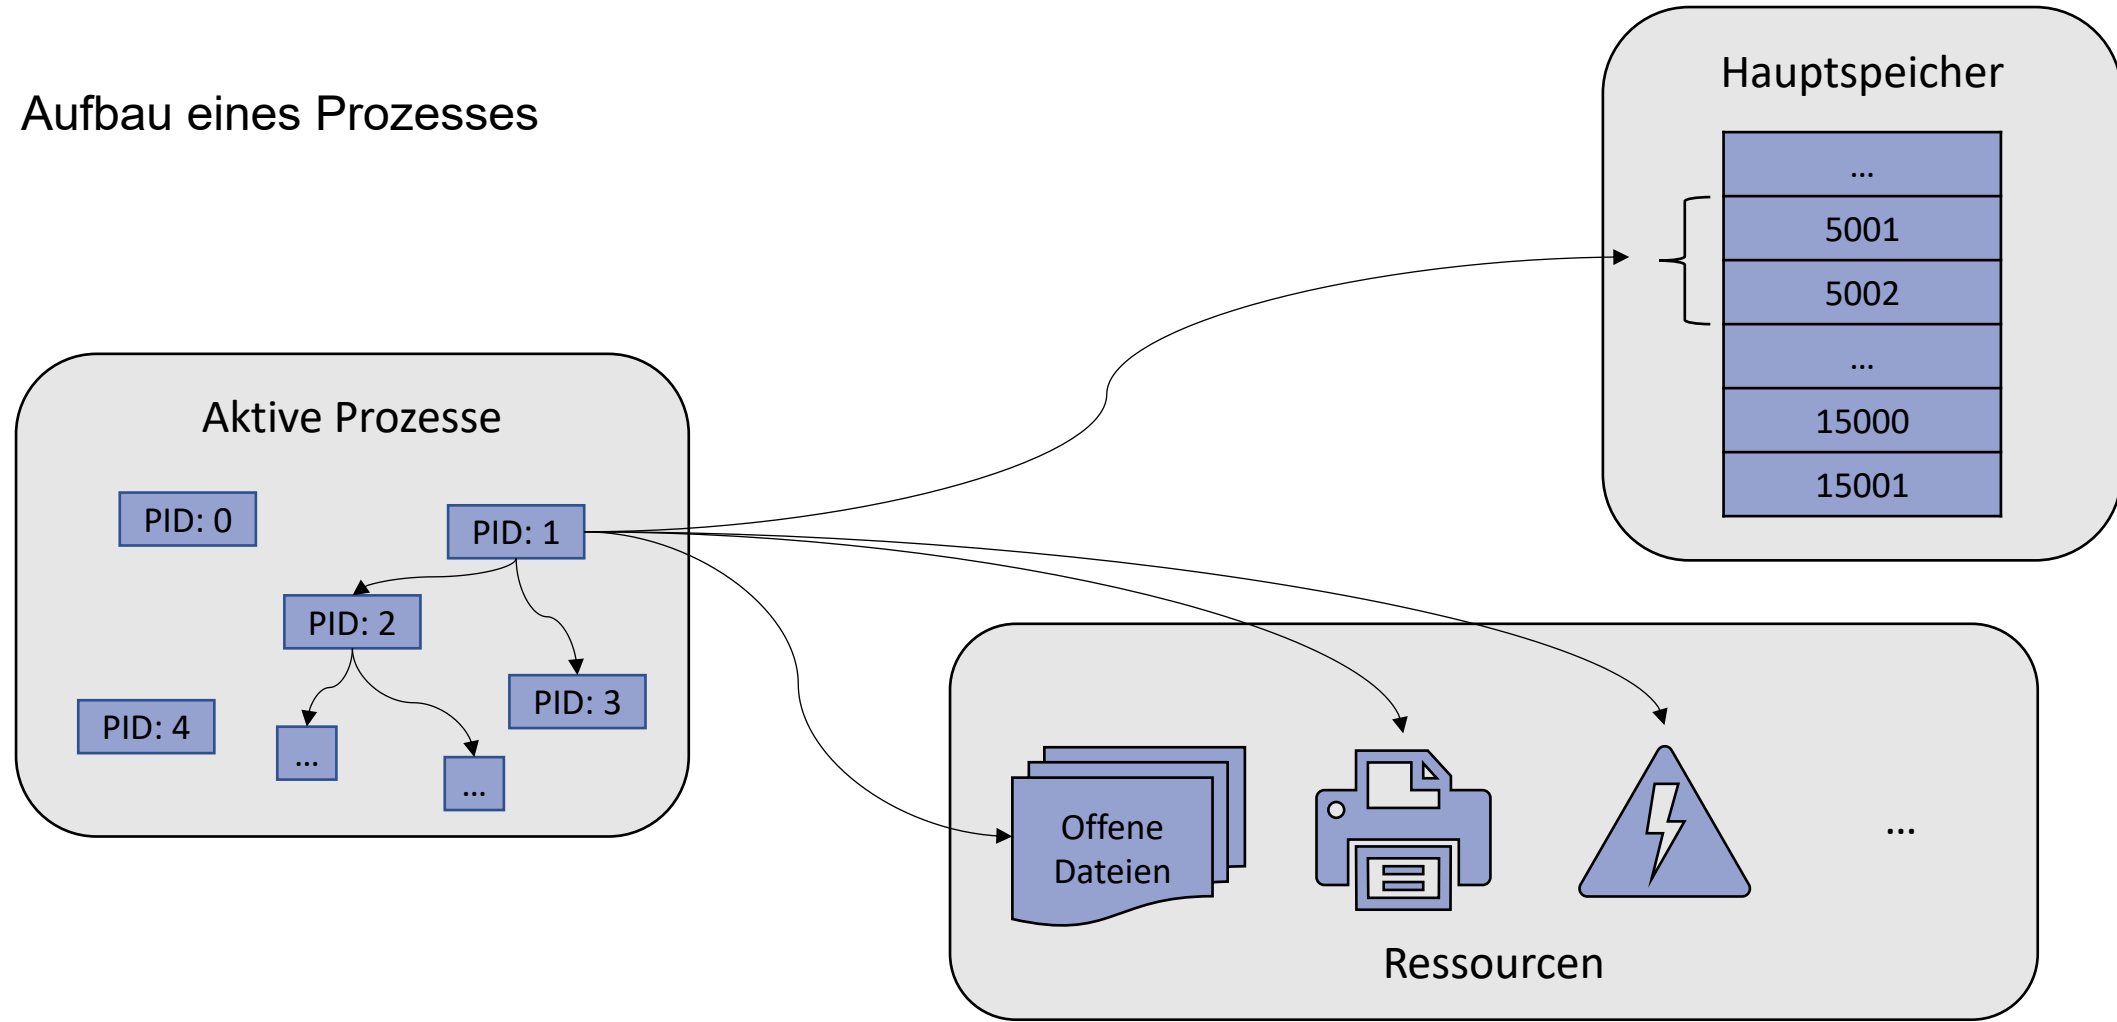 Aufbau eines Prozesses
Hauptspeicher
...
5001
5002
...
15000
15001
Aktive Prozesse
PID: 0
PID: 1
PID: 2
PID: 3
PID: 4
...
...
Offene
Dateien
...
Ressourcen